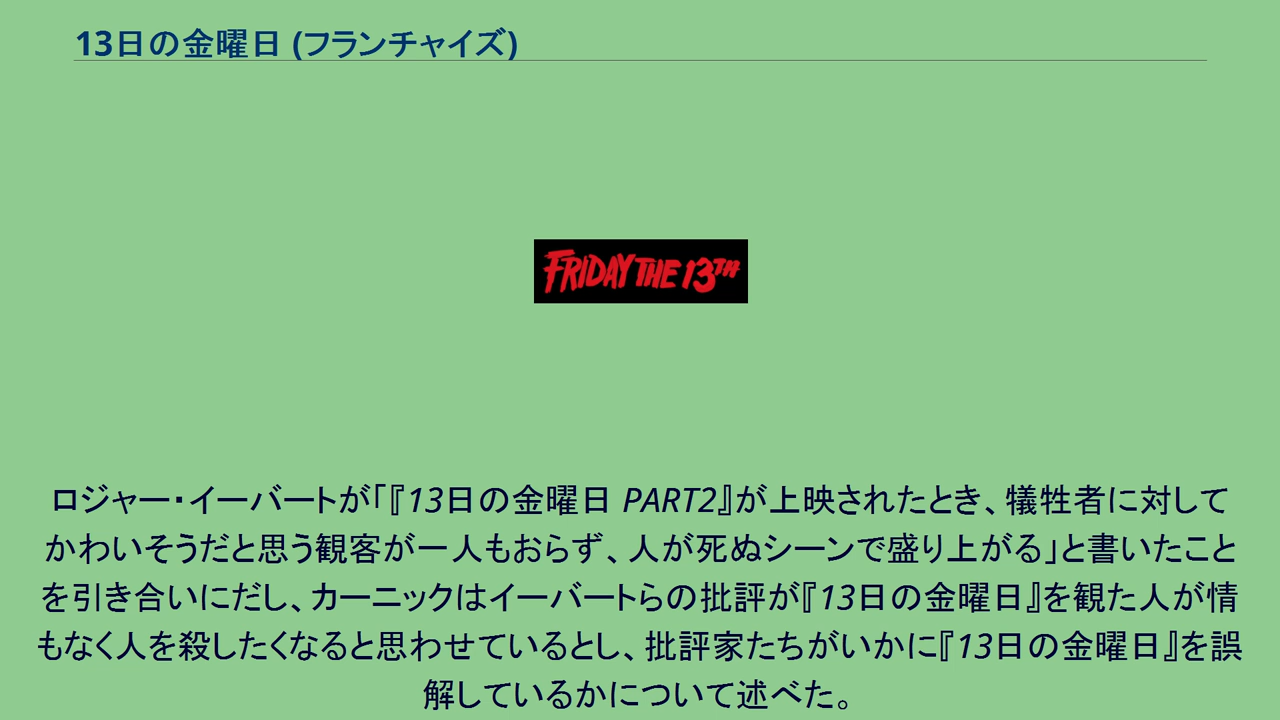 13日の金曜日 (フランチャイズ)
FRIDAY THE 13TH
ロジャー・イーバートが「『13日の金曜日 PART2』が上映されたとき、犠牲者に対して
かわいそうだと思う観客が一人もおらず、人が死ぬシーンで盛り上がる」と書いたこと
を引き合いにだし、カーニックはイーバートらの批評が『13日の金曜日』を観た人が情
もなく人を殺したくなると思わせているとし、批評家たちがいかに『13日の金曜日』を誤
解しているかについて述べた。